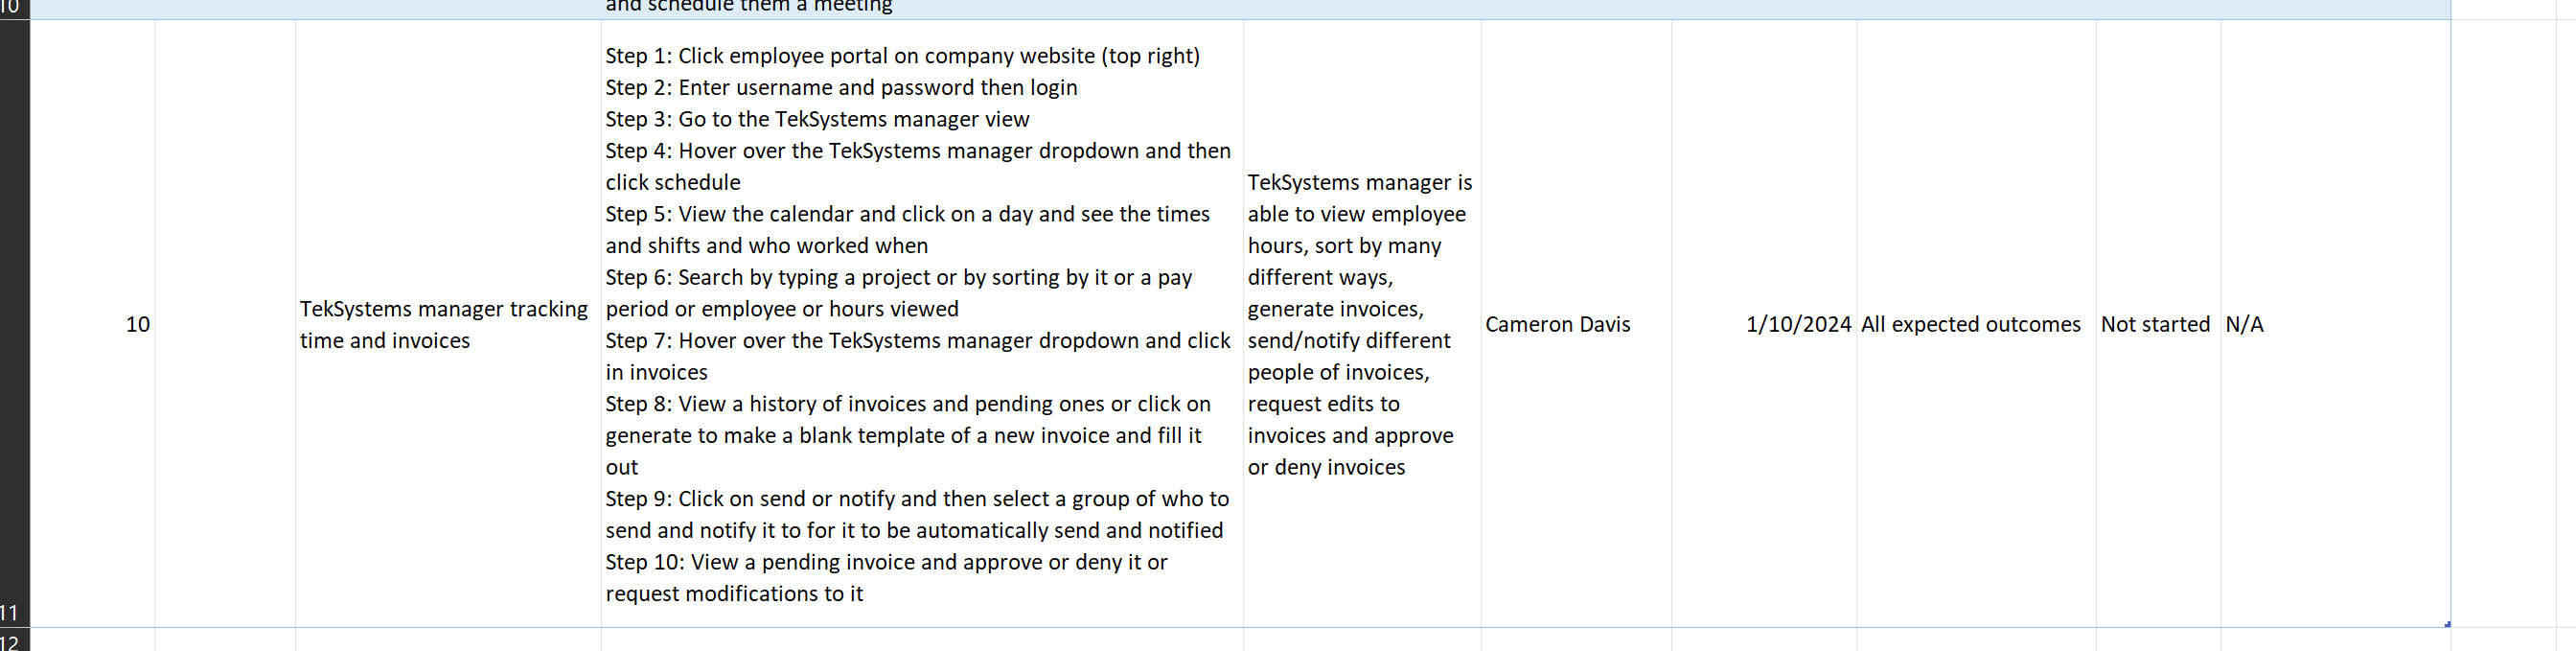 10
and schedule them a meeting
10
TekSystems manager tracking
time and invoices
Step 1: Click employee portal on company website (top right)
Step 2: Enter username and password then login
Step 3: Go to the TekSystems manager view
Step 4: Hover over the TekSystems manager dropdown and then
click schedule
Step 5: View the calendar and click on a day and see the times
and shifts and who worked when
Step 6: Search by typing a project or by sorting by it or a pay
period or employee or hours viewed
Step 7: Hover over the TekSystems manager dropdown and click
in invoices
Step 8: View a history of invoices and pending ones or click on
generate to make a blank template of a new invoice and fill it
out
Step 9: Click on send or notify and then select a group of who to
send and notify it to for it to be automatically send and notified
Step 10: View a pending invoice and approve or deny it or
request modifications to it
TekSystems manager is
able to view employee
hours, sort by many
different ways,
generate invoices,
send/notify different
people of invoices,
request edits to
invoices and approve
or deny invoices
Cameron Davis
1/10/2024
All expected outcomes
Not started
N/A
11
12